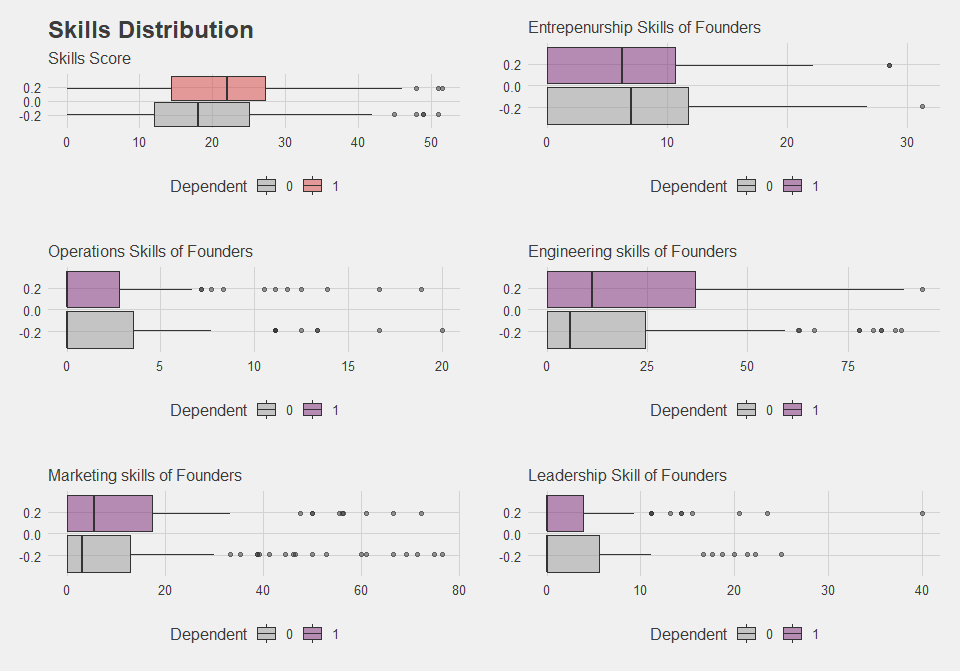 Skills Distribution
Skills Score
0.2
0.0
-0.2
0 10 20 30 40 50
Dependent 0 1
Entrepenurship Skills of Founders
0.2
0.0
-0.2
0 10 20 30
Dependent 0 1
Operations Skills of Founders
0.2
0.0
-0.2
0 5 10 15 20
Dependent 0 1
Engineering skills of Founders
0.2
0.0
-0.2
0 25 50 75
Dependent 0 1
Marketing skills of Founders
0.2
0.0
-0.2
0 20 40 60 80
Dependent 0 1
Leadership Skill of Founders
0.2
0.0
-0.2
0 10 20 30 40
Dependent 0 1